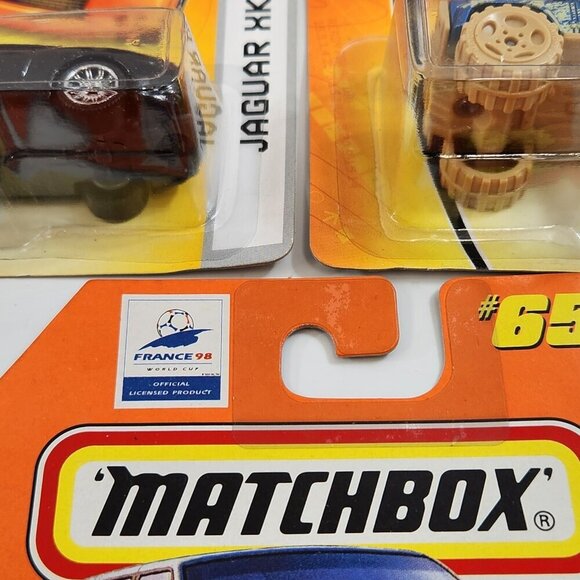 JAGUAR XK
FRANCE 98
WORLD CUP
OFFICIAL
LICENSED PRODUCT
#65
'MATCHBOX'®